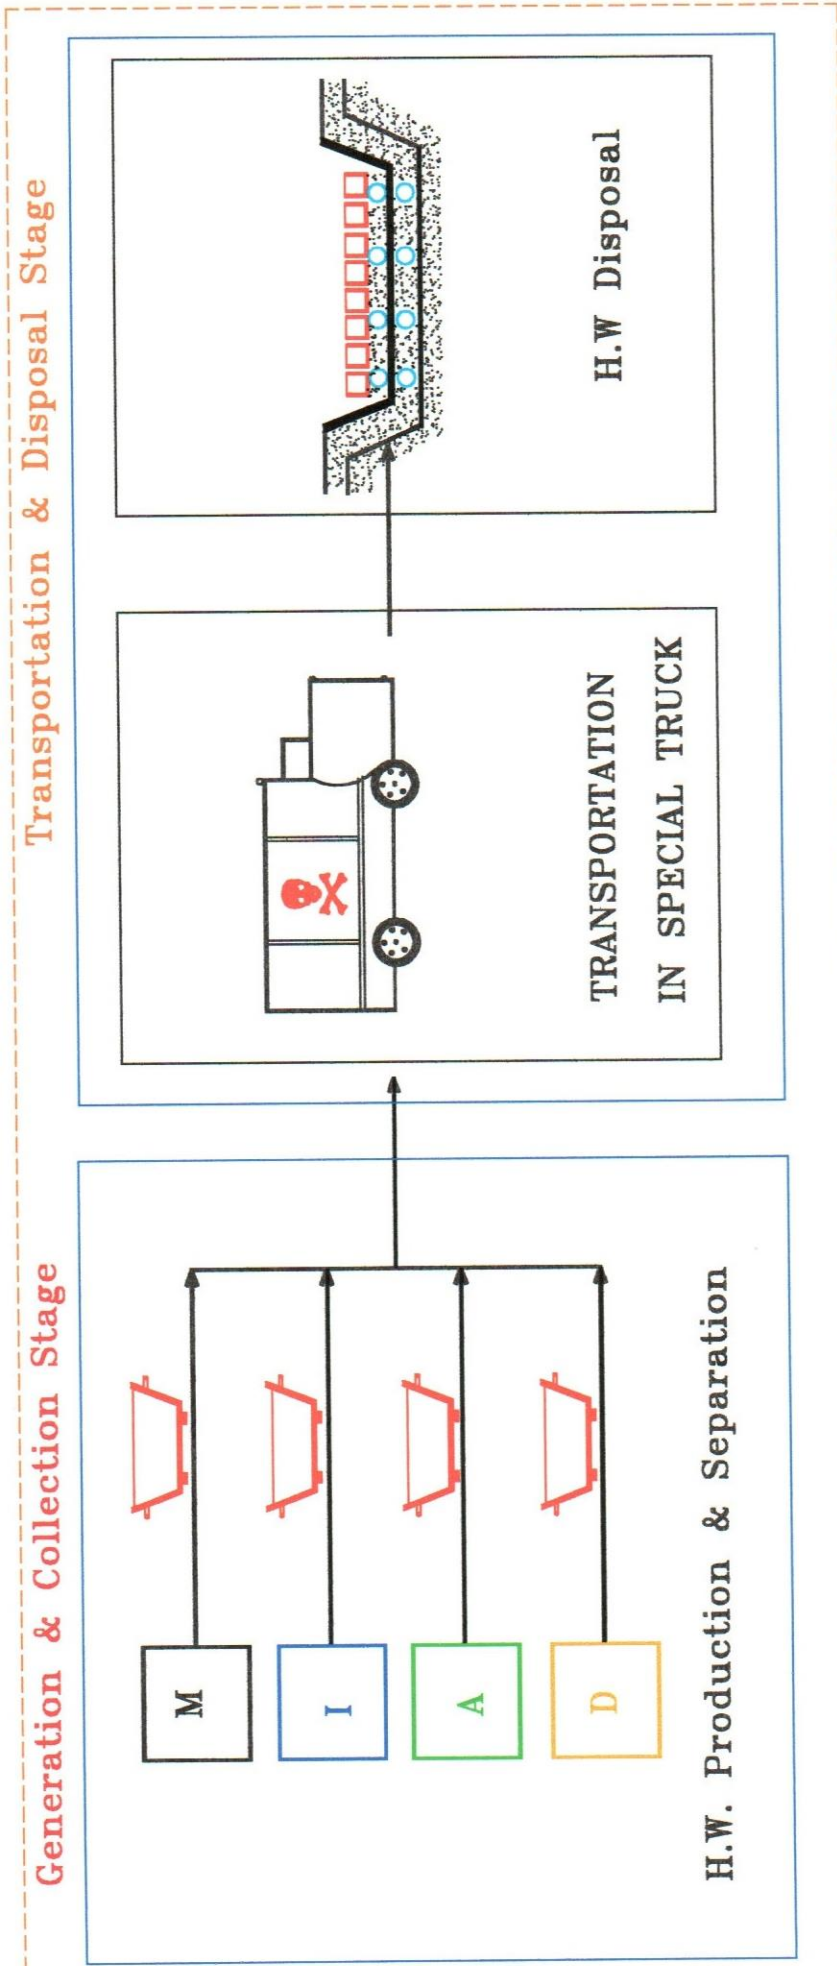 Generation & Collection Stage
Transportation & Disposal Stage
M
I
A
D
H.W. Production & Separation
TRANSPORTATION
IN SPECIAL TRUCK
H.W Disposal